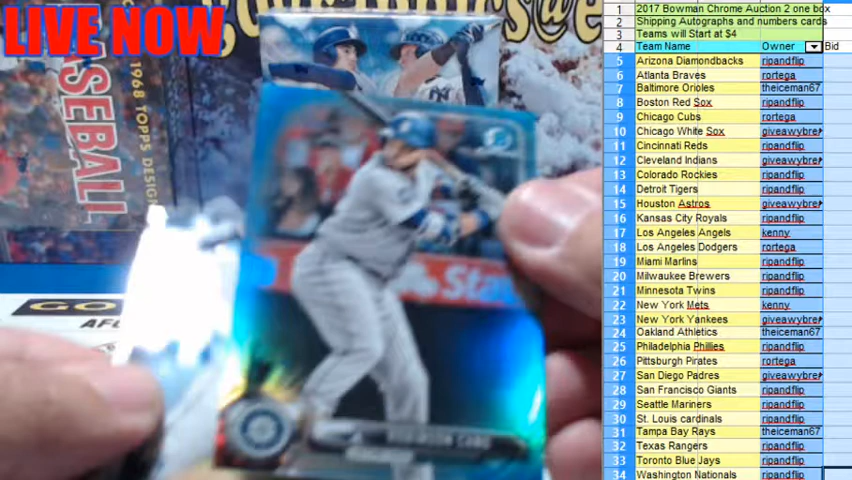 LIVE NOW
BASEBALL
1968 TOPPS DESIG
1 2017 Bowman Chrome Auction 2 one box
2 Shipping Autographs and numbers cards
3 Teams will Start at $4
4 Team Name Owner Bid
5 Arizona Diamondbacks ripandflip
6 Atlanta Braves rortega
7 Baltimore Orioles theiceman67
8 Boston Red Sox ripandflip
9 Chicago Cubs rortega
10 Chicago White Sox giveawybre
11 Cincinnati Reds ripandflip
12 Cleveland Indians giveawybre
13 Colorado Rockies ripandflip
14 Detroit Tigers ripandflip
15 Houston Astros giveawybre
16 Kansas City Royals ripandflip
17 Los Angeles Angels kenny
18 Los Angeles Dodgers rortega
19 Miami Marlins ripandflip
20 Milwaukee Brewers ripandflip
21 Minnesota Twins ripandflip
22 New York Mets kenny
23 New York Yankees giveawybre
24 Oakland Athletics theiceman67
25 Philadelphia Phillies ripandflip
26 Pittsburgh Pirates rortega
27 San Diego Padres giveawybre
28 San Francisco Giants ripandflip
29 Seattle Mariners ripandflip
30 St. Louis cardinals ripandflip
31 Tampa Bay Rays theiceman67
32 Texas Rangers ripandflip
33 Toronto Blue Jays ripandflip
34 Washington Nationals ripandflip